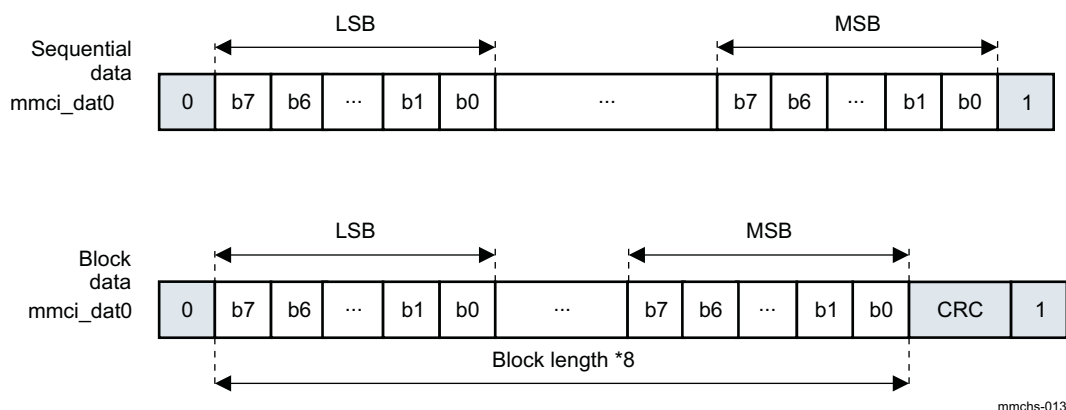 LSB MSB
Sequential
data
mmci_dat0 0 b7 b6 ... b1 b0 ... b7 b6 ... b1 b0 1
LSB MSB
Block
data
mmci_dat0 0 b7 b6 ... b1 b0 ... b7 b6 ... b1 b0 CRC 1
Block length *8
mmchs-013